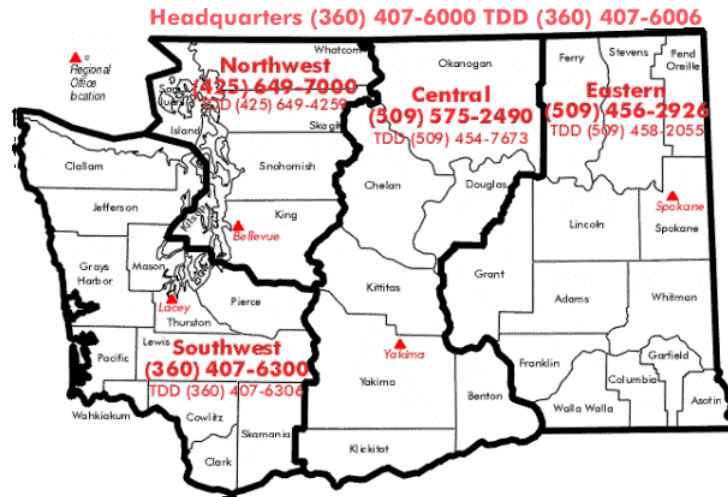 Headquarters (360) 407-6000 TDD (360) 407-6006
=
Regional
Office
location
Northwest
(425) 649-7000
TDD (425) 649-4259
Whatcom
San
Juan
Island
Skagit
Snohomish
King
Kitsap
Bellevue
Central
(509) 575-2490
TDD (509) 454-7673
Okanogan
Chelan
Douglas
Kittitas
Yakima
Yakima
Benton
Klickitat
Eastern
(509) 456-2926
TDD (509) 458-2055
Ferry
Stevens
Pend
Oreille
Spokane
Spokane
Lincoln
Grant
Adams
Whitman
Franklin
Garfield
Columbia
Walla Walla
Asotin
Clallam
Jefferson
Grays
Harbor
Mason
Lacey
Thurston
Pierce
Pacific
Lewis
Southwest
(360) 407-6300
TDD (360) 407-6306
Wahkiakum
Cowlitz
Skamania
Clark